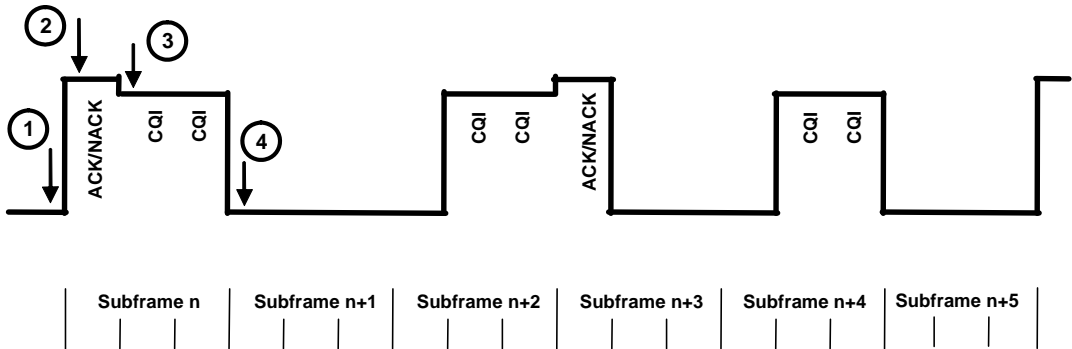 2
3
1
4
ACK/NACK
CQI
CQI
CQI
CQI
ACK/NACK
CQI
CQI
Subframe n
Subframe n+1
Subframe n+2
Subframe n+3
Subframe n+4
Subframe n+5